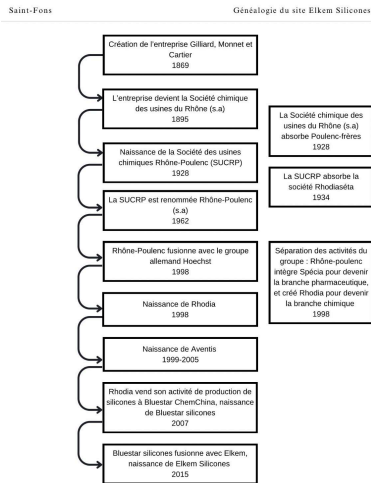 Saint-Fons
Généalogie du site Elkem Silicones
Création de l'entreprise Gilliard, Monnet et
Cartier
1869
L'entreprise devient la Société chimique
des usines du Rhône (s.a)
1895
La Société chimique des
usines du Rhône (s.a)
absorbe Poulenc-frères
1928
Naissance de la Société des usines
chimiques Rhône-Poulenc (SUCRP)
1928
La SUCRP absorbe la
société Rhodiaséta
1934
La SUCRP est renommée Rhône-Poulenc
(s.a)
1962
Rhône-Poulenc fusionne avec le groupe
allemand Hoechst
1998
Séparation des activités du
groupe : Rhône-poulenc
intègre Spécia pour devenir
la branche pharmaceutique,
et créé Rhodia pour devenir
la branche chimique
1998
Naissance de Rhodia
1998
Naissance de Aventis
1999-2005
Rhodia vend son activité de production de
silicones à Bluestar ChemChina, naissance
de Bluestar silicones
2007
Bluestar silicones fusionne avec Elkem,
naissance de Elkem Silicones
2015